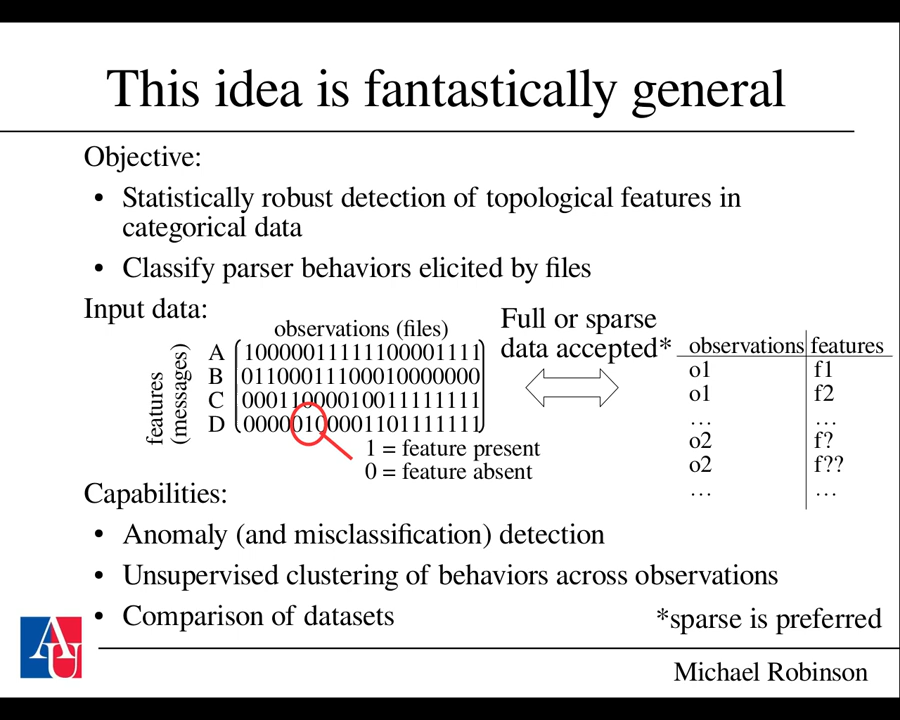 This idea is fantastically general
Objective:
• Statistically robust detection of topological features in
categorical data
• Classify parser behaviors elicited by files
Input data:
observations (files)
features
(messages)
A 10000011111100001111
B 01100011100010000000
C 00011000010011111111
D 00000100001101111111
1 = feature present
0 = feature absent
Full or sparse
data accepted*
observations features
o1 f1
o1 f2
... ...
o2 f?
o2 f??
... ...
Capabilities:
• Anomaly (and misclassification) detection
• Unsupervised clustering of behaviors across observations
• Comparison of datasets
*sparse is preferred
AU
Michael Robinson